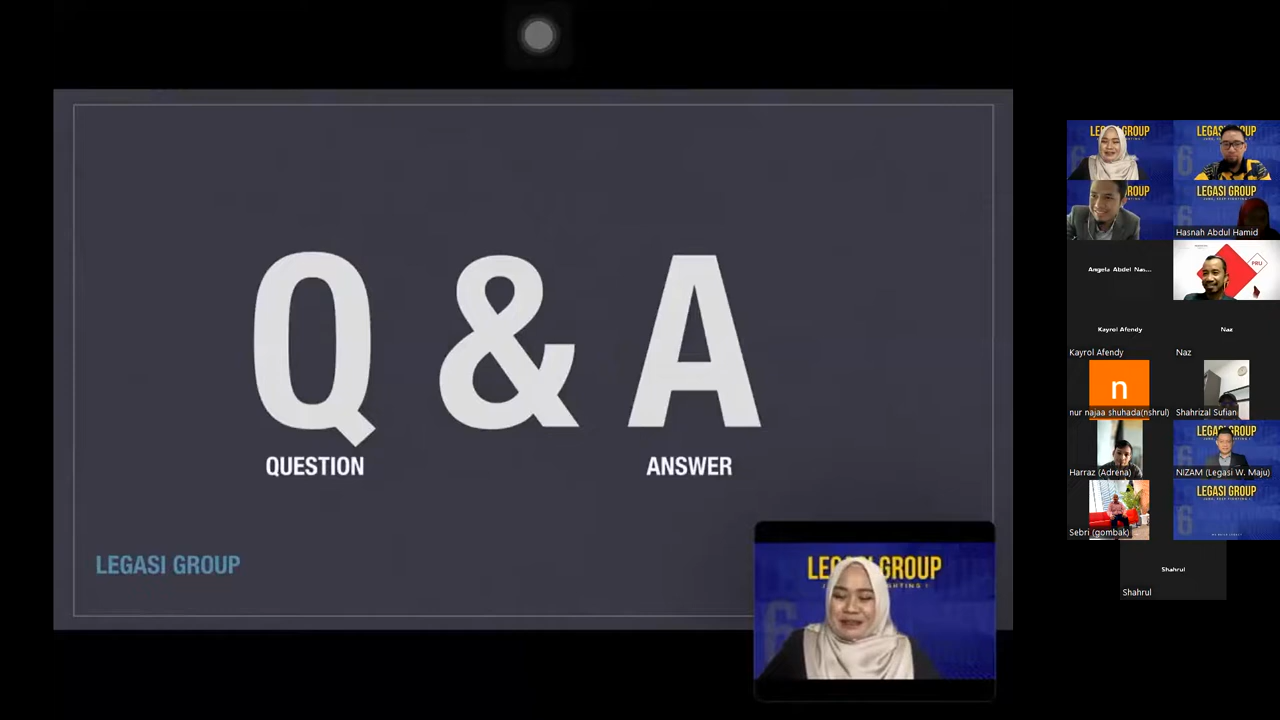 Q & A
QUESTION
ANSWER
LEGASI GROUP
LEGASI GROUP
LEGASI GROUP
LEGASI GROUP
LEGASI GROUP
Hasnah Abdul Hamid
Angela Abdel Nas...
PRU
Kayrol Afendy
Naz
Kayrol Afendy
Naz
n
nur najaa shuhada(nshrul)
Shahrizal Sufian
LEGASI GROUP
Harraz (Adrena)
NIZAM (Legasi W. Maju)
LEGASI GROUP
6
Sebri (gombak)
Shahrul
Shahrul